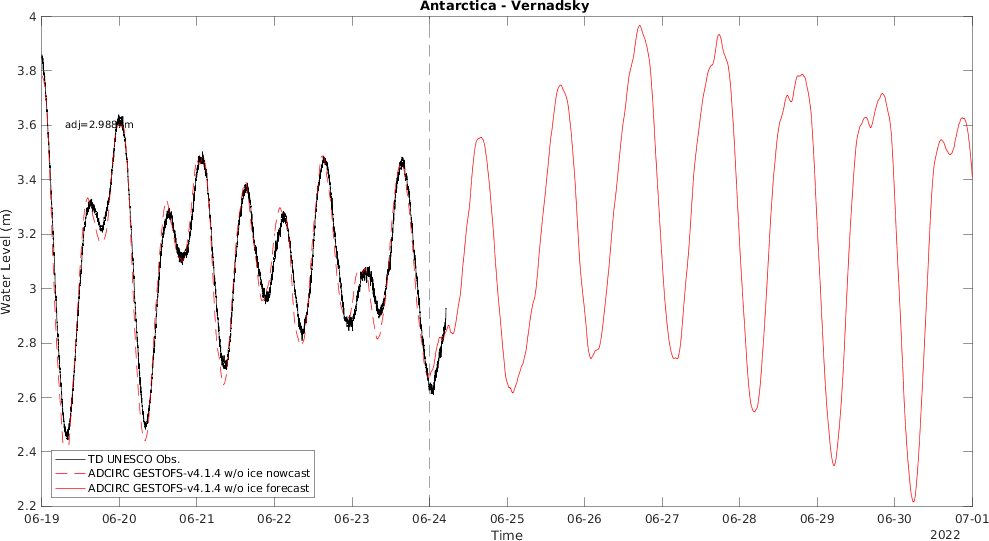 Antarctica - Vernadsky
4
3.8
3.6
3.4
3.2
3
2.8
2.6
2.4
2.2
Water Level (m)
TD UNESCO Obs.
ADCIRC GESTOFS-v4.1.4 w/o ice nowcast
ADCIRC GESTOFS-v4.1.4 w/o ice forecast
06-19 06-20 06-21 06-22 06-23 06-24 06-25 06-26 06-27 06-28 06-29 06-30 07-01
Time
2022